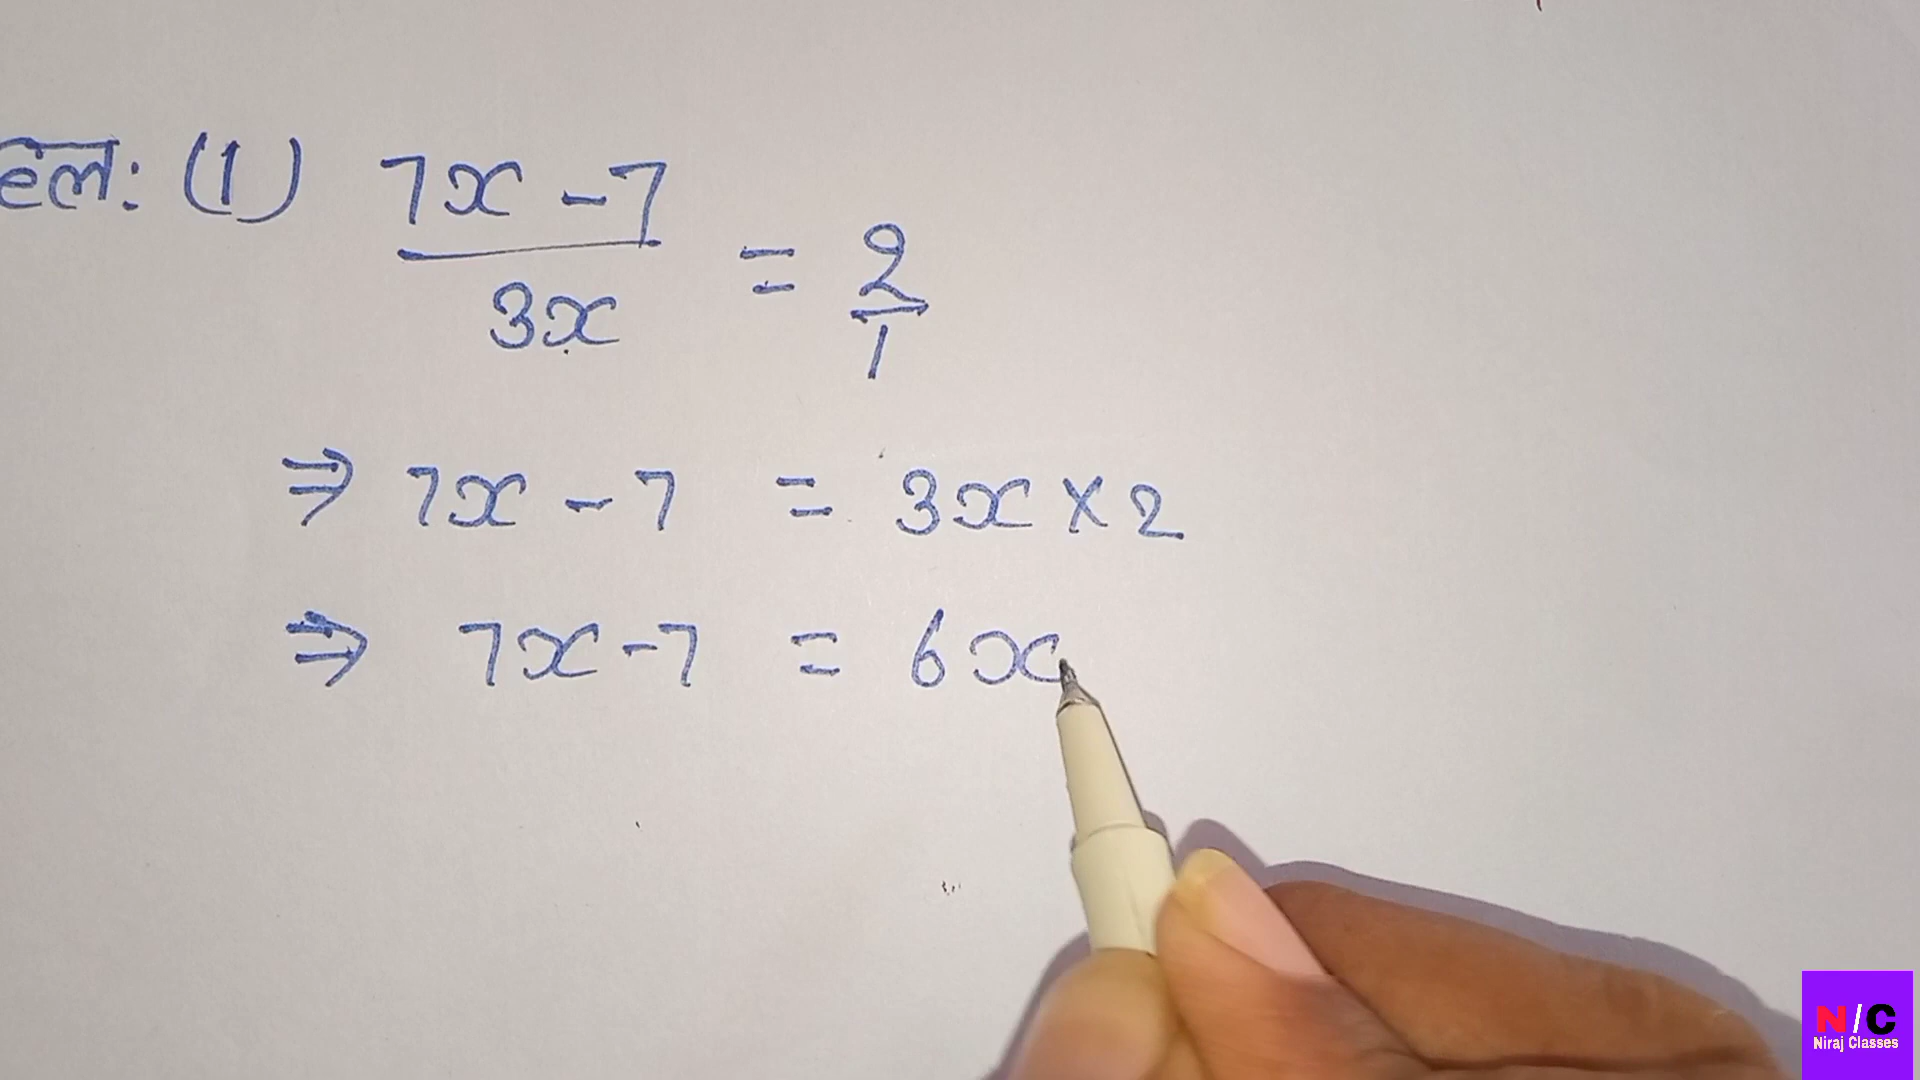 हल: (1) 7x - 7 / 3x = 2 / 1
⇒ 7x - 7 = 3x × 2
⇒ 7x - 7 = 6x
N/C
Niraj Classes